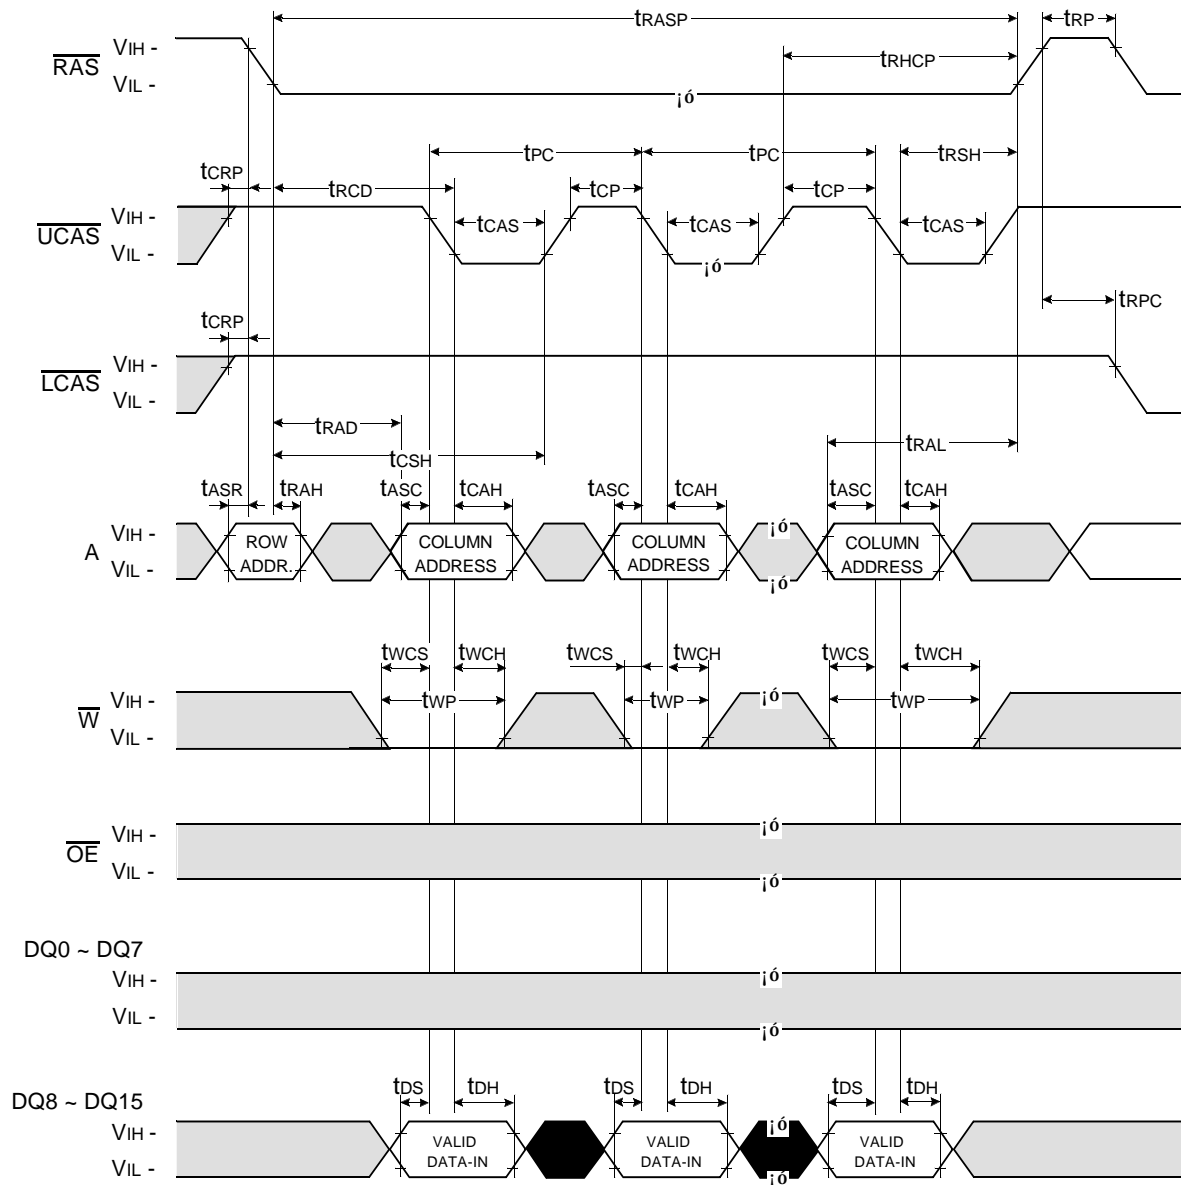 tRASP tRP
RAS VIH - tRHCP
VIL -
¡ó
tPC tPC tRSH
tCRP tRCD tCP tCP
UCAS VIH - tCAS tCAS tCAS
VIL -
¡ó
tCRP tRPC
LCAS VIH -
VIL -
tRAD tRAL
tCSH
tASR tRAH tASC tCAH tASC tCAH tASC tCAH
A VIH - ROW COLUMN COLUMN ¡ó COLUMN
VIL - ADDR. ADDRESS ADDRESS ¡ó ADDRESS
tWCS tWCH tWCS tWCH tWCS tWCH
W VIH - tWP tWP ¡ó tWP
VIL -
OE VIH - ¡ó
VIL - ¡ó
DQ0 ~ DQ7
VIH - ¡ó
VIL - ¡ó
tDS tDH tDS tDH tDS tDH
DQ8 ~ DQ15
VIH - VALID VALID ¡ó VALID
VIL - DATA-IN DATA-IN ¡ó DATA-IN